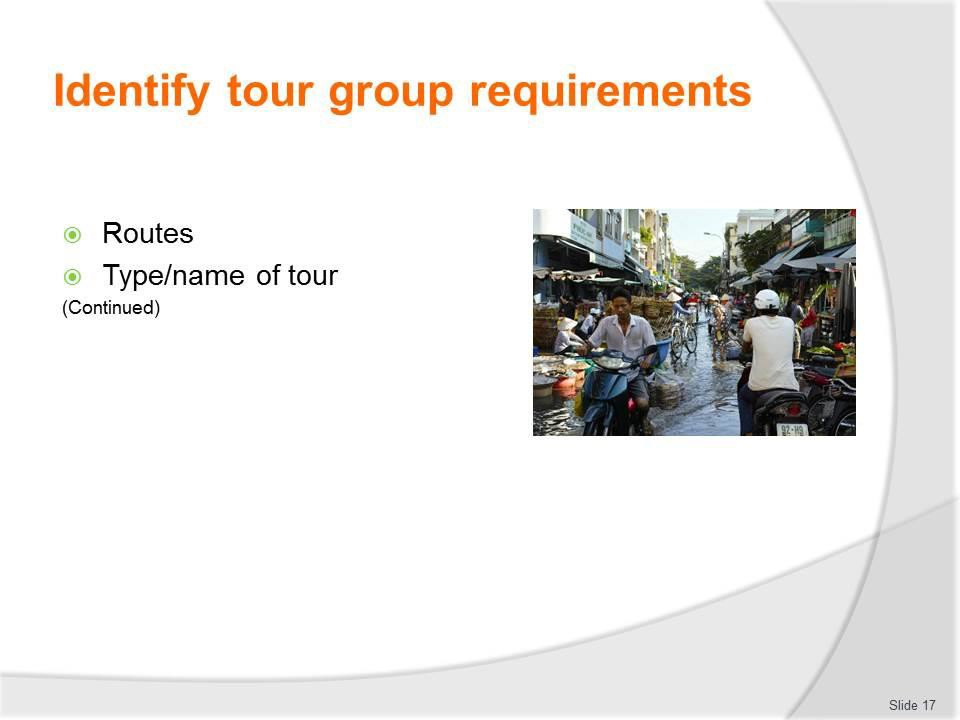 Identify tour group requirements
Routes
Type/name of tour
(Continued)
Slide 17